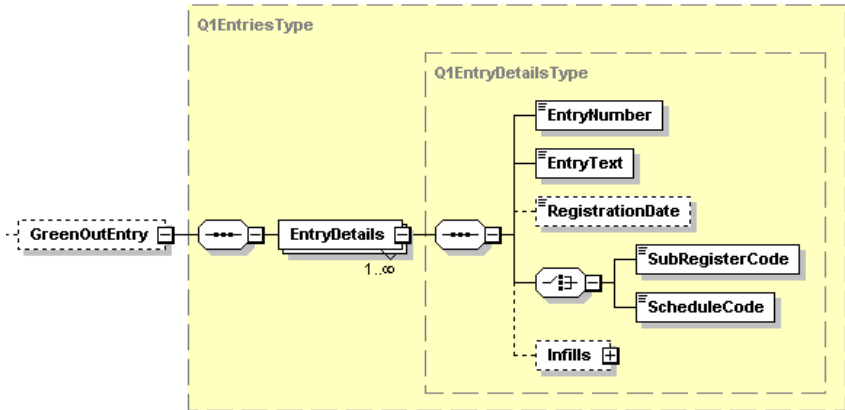 Q1EntriesType
Q1EntryDetailsType
EntryNumber
EntryText
RegistrationDate
GreenOutEntry
EntryDetails
1..∞
SubRegisterCode
ScheduleCode
Infills